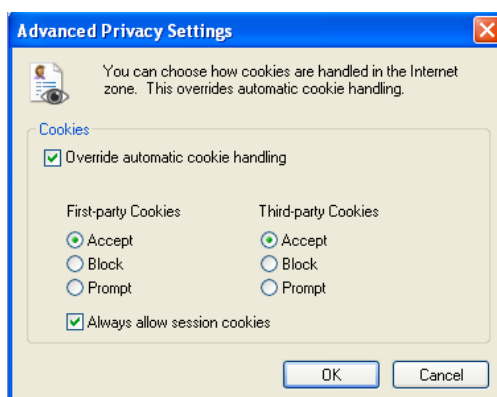 Advanced Privacy Settings
You can choose how cookies are handled in the Internet
zone. This overrides automatic cookie handling.
Cookies
Override automatic cookie handling
First-party Cookies Third-party Cookies
Accept Accept
Block Block
Prompt Prompt
Always allow session cookies
OK Cancel